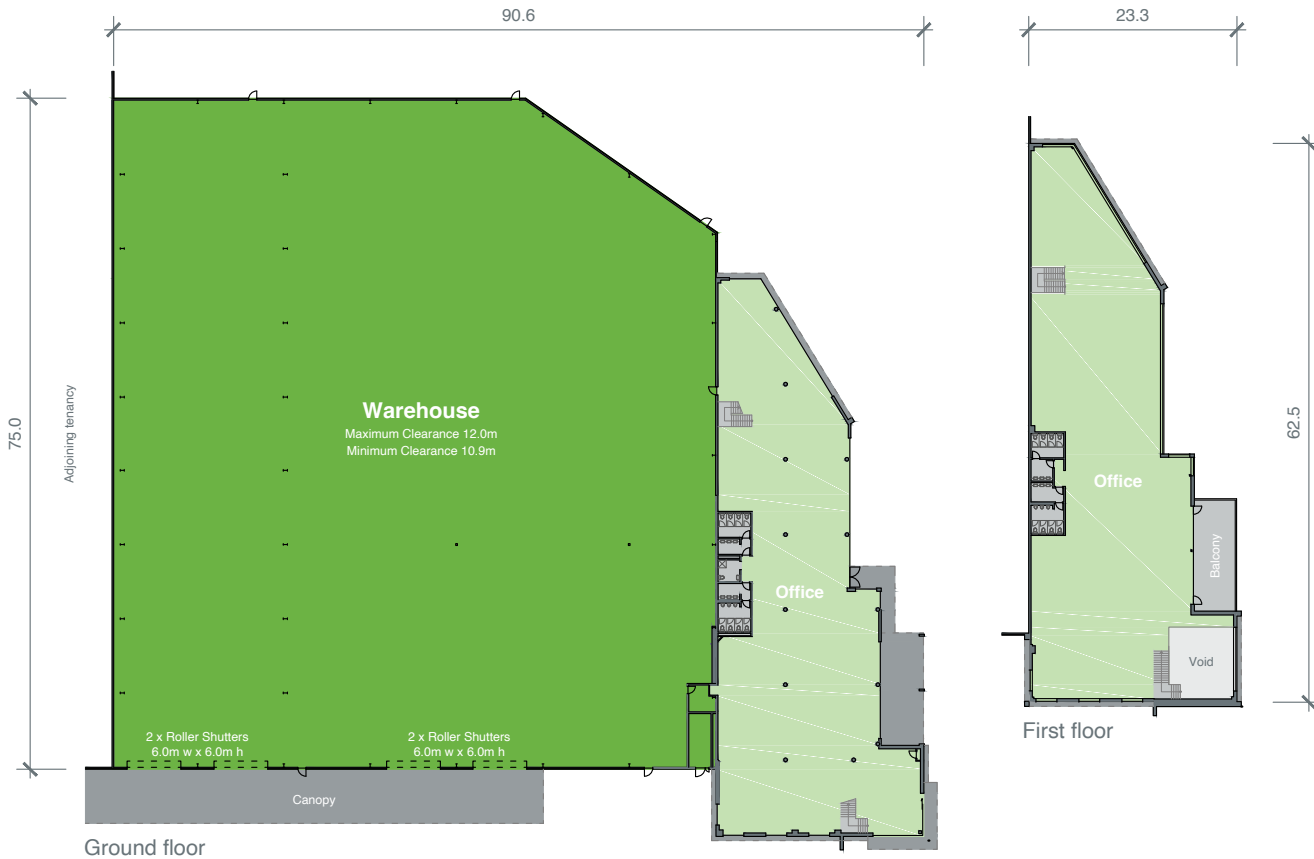 90.6
23.3
75.0
Adjoining tenancy
Warehouse
Maximum Clearance 12.0m
Minimum Clearance 10.9m
Office
2 x Roller Shutters
6.0m w x 6.0m h
2 x Roller Shutters
6.0m w x 6.0m h
Canopy
Ground floor
62.5
Office
Balcony
Void
First floor